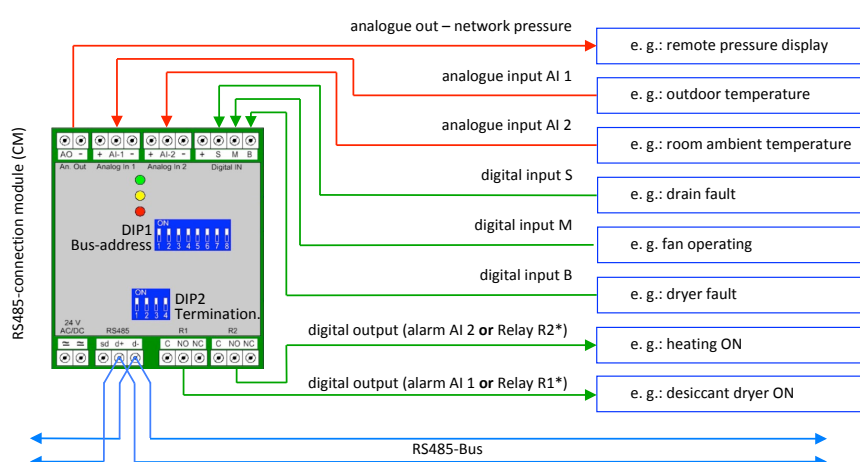 analogue out – network pressure
e. g.: remote pressure display
analogue input AI 1
e. g.: outdoor temperature
analogue input AI 2
e. g.: room ambient temperature
digital input S
e. g.: drain fault
digital input M
e. g. fan operating
digital input B
e. g.: dryer fault
digital output (alarm AI 2 or Relay R2*)
e. g.: heating ON
digital output (alarm AI 1 or Relay R1*)
e. g.: desiccant dryer ON
RS485-Bus
RS485-connection module (CM)
AO - + AI-1 - + AI-2 - + S M B
An. Out Analog In 1 Analog In 2 Digital IN
DIP1
Bus-address
ON
1 2 3 4 5 6 7 8
ON
1 2 3 4
DIP2
Termination.
24 V
AC/DC RS485 R1 R2
≃ ≃ sd d+ d- C NO NC C NO NC